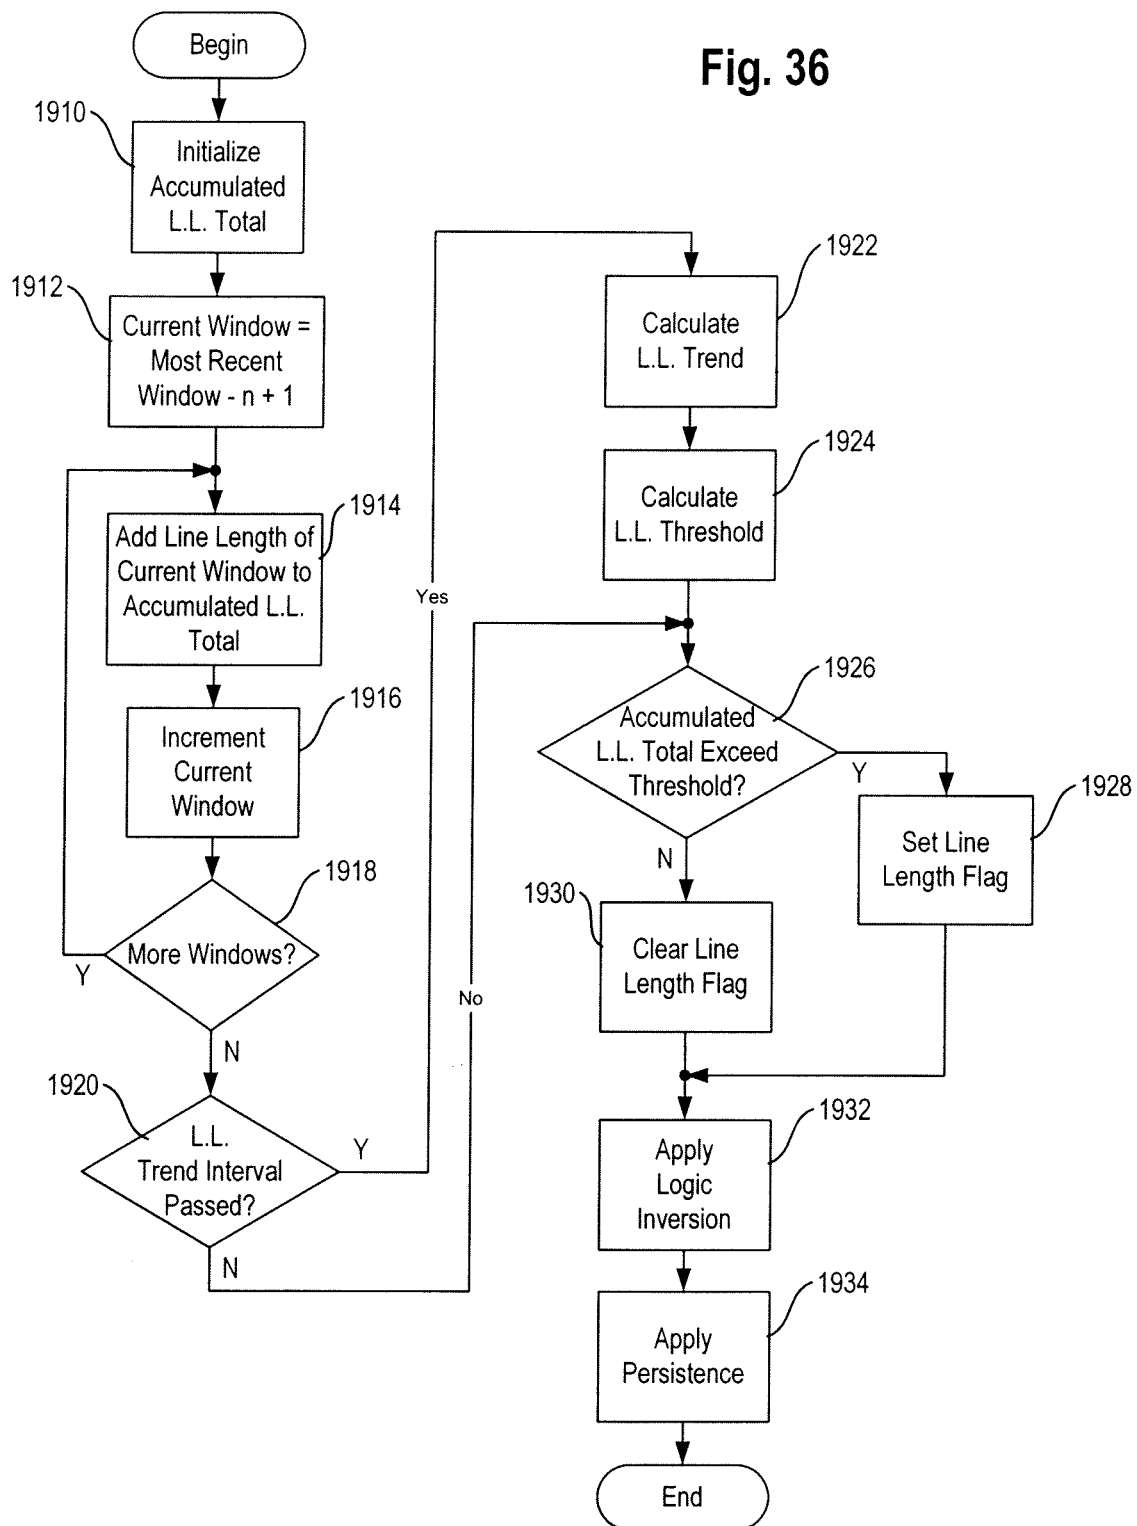 Fig. 36
Begin
1910
Initialize
Accumulated
L.L. Total
1912
Current Window =
Most Recent
Window - n + 1
1914
Add Line Length of
Current Window to
Accumulated L.L.
Total
1916
Increment
Current
Window
1918
More Windows?
Y
N
1920
L.L.
Trend Interval
Passed?
Y
N
Yes
No
1922
Calculate
L.L. Trend
1924
Calculate
L.L. Threshold
1926
Accumulated
L.L. Total Exceed
Threshold?
Y
N
1928
Set Line
Length Flag
1930
Clear Line
Length Flag
1932
Apply
Logic
Inversion
1934
Apply
Persistence
End